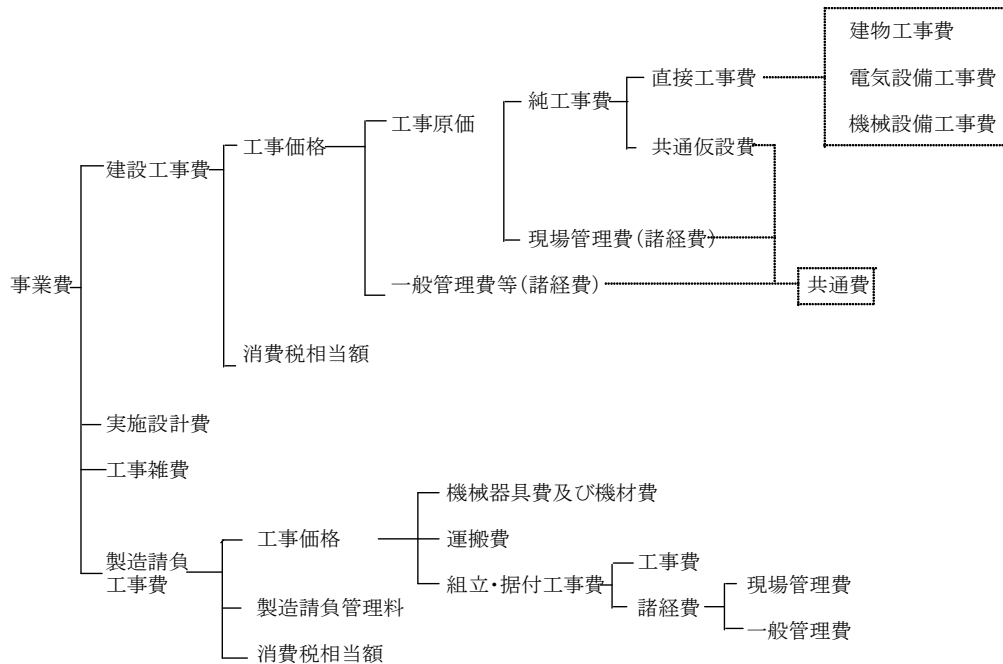 建物工事費
直接工事費
電気設備工事費
純工事費
機械設備工事費
工事原価
工事価格
共通仮設費
建設工事費
現場管理費(諸経費)
事業費
一般管理費等(諸経費)
共通費
消費税相当額
実施設計費
工事雑費
機械器具費及び機材費
工事価格
運搬費
製造請負
工事費
組立・据付工事費
工事費
現場管理費
諸経費
製造請負管理料
一般管理費
消費税相当額